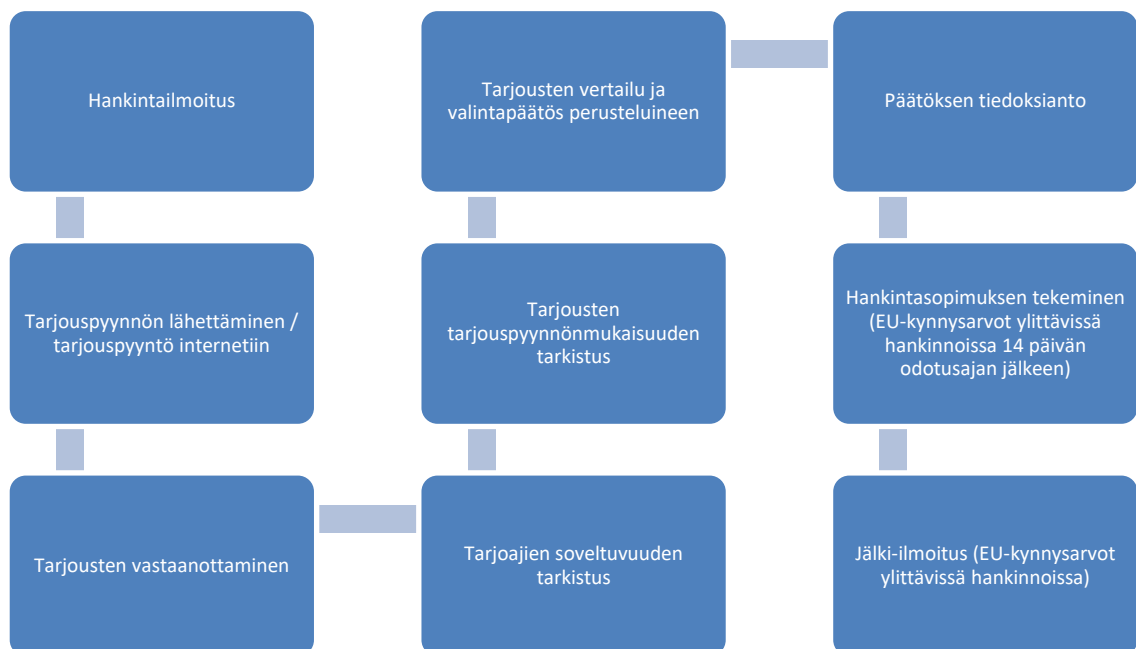 Hankintailmoitus
Tarjouspyynnön lähettäminen /
tarjouspyyntö internetiin
Tarjousten vastaanottaminen
Tarjoajien soveltuvuuden
tarkistus
Tarjousten
tarjouspyynnönmukaisuuden
tarkistus
Tarjousten vertailu ja
valintapäätös perusteluineen
Päätöksen tiedoksianto
Hankintasopimuksen tekeminen
(EU-kynnysarvot ylittävissä
hankinnoissa 14 päivän
odotusajan jälkeen)
Jälki-ilmoitus (EU-kynnysarvot
ylittävissä hankinnoissa)